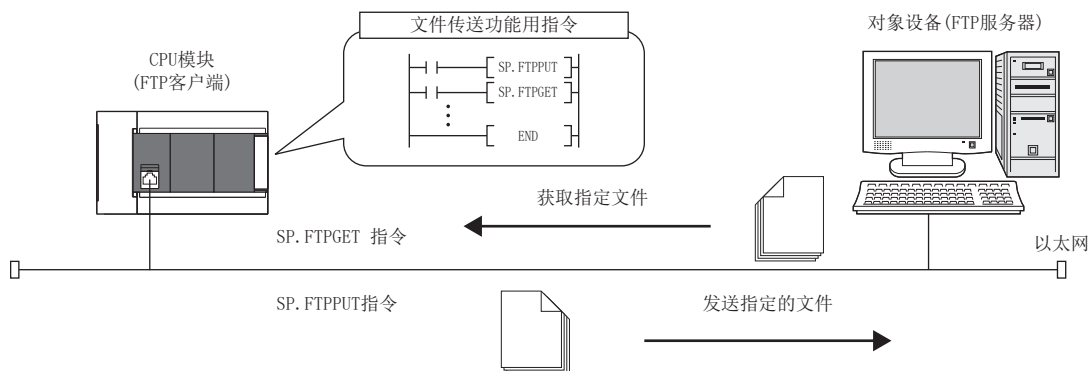 文件传送功能用指令
对象设备(FTP服务器)
CPU模块
(FTP客户端)
SP.FTPPUT
SP.FTPGET
END
获取指定文件
SP.FTPGET 指令
以太网
SP.FTPPUT指令
发送指定的文件